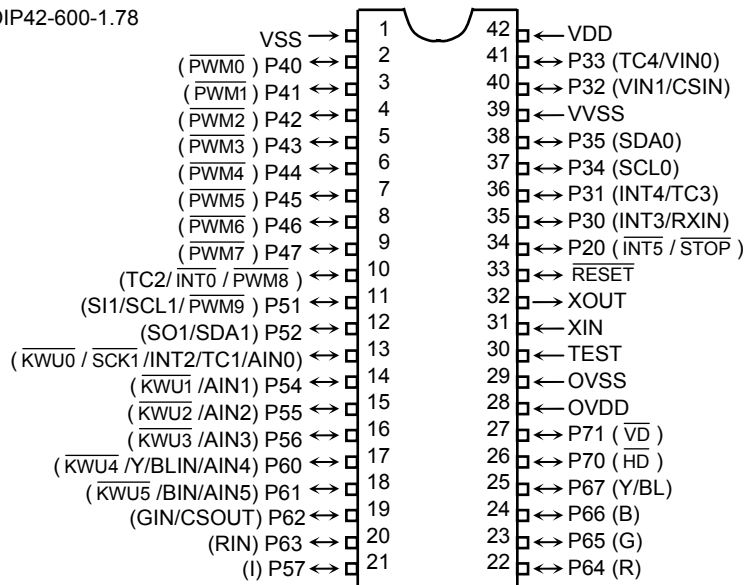 DIP42-600-1.78
VSS → 1 42 ← VDD
( PWM0 ) P40 ↔ 2 41 ↔ P33 (TC4/VIN0)
( PWM1 ) P41 ↔ 3 40 ↔ P32 (VIN1/CSIN)
( PWM2 ) P42 ↔ 4 39 ← VVSS
( PWM3 ) P43 ↔ 5 38 ↔ P35 (SDA0)
( PWM4 ) P44 ↔ 6 37 ↔ P34 (SCL0)
( PWM5 ) P45 ↔ 7 36 ↔ P31 (INT4/TC3)
( PWM6 ) P46 ↔ 8 35 ↔ P30 (INT3/RXIN)
( PWM7 ) P47 ↔ 9 34 ↔ P20 ( INT5 / STOP )
(TC2/ INT0 / PWM8 ) ↔ 10 33 ↔ RESET
(SI1/SCL1/ PWM9 ) P51 ↔ 11 32 → XOUT
(SO1/SDA1) P52 ↔ 12 31 ← XIN
( KWU0 / SCK1 /INT2/TC1/AIN0) ↔ 13 30 ← TEST
( KWU1 /AIN1) P54 ↔ 14 29 ← OVSS
( KWU2 /AIN2) P55 ↔ 15 28 ← OVDD
( KWU3 /AIN3) P56 ↔ 16 27 ↔ P71 ( VD )
( KWU4 /Y/BLIN/AIN4) P60 ↔ 17 26 ↔ P70 ( HD )
( KWU5 /BIN/AIN5) P61 ↔ 18 25 ↔ P67 (Y/BL)
(GIN/CSOUT) P62 ↔ 19 24 ↔ P66 (B)
(RIN) P63 ↔ 20 23 ↔ P65 (G)
(I) P57 ↔ 21 22 ↔ P64 (R)